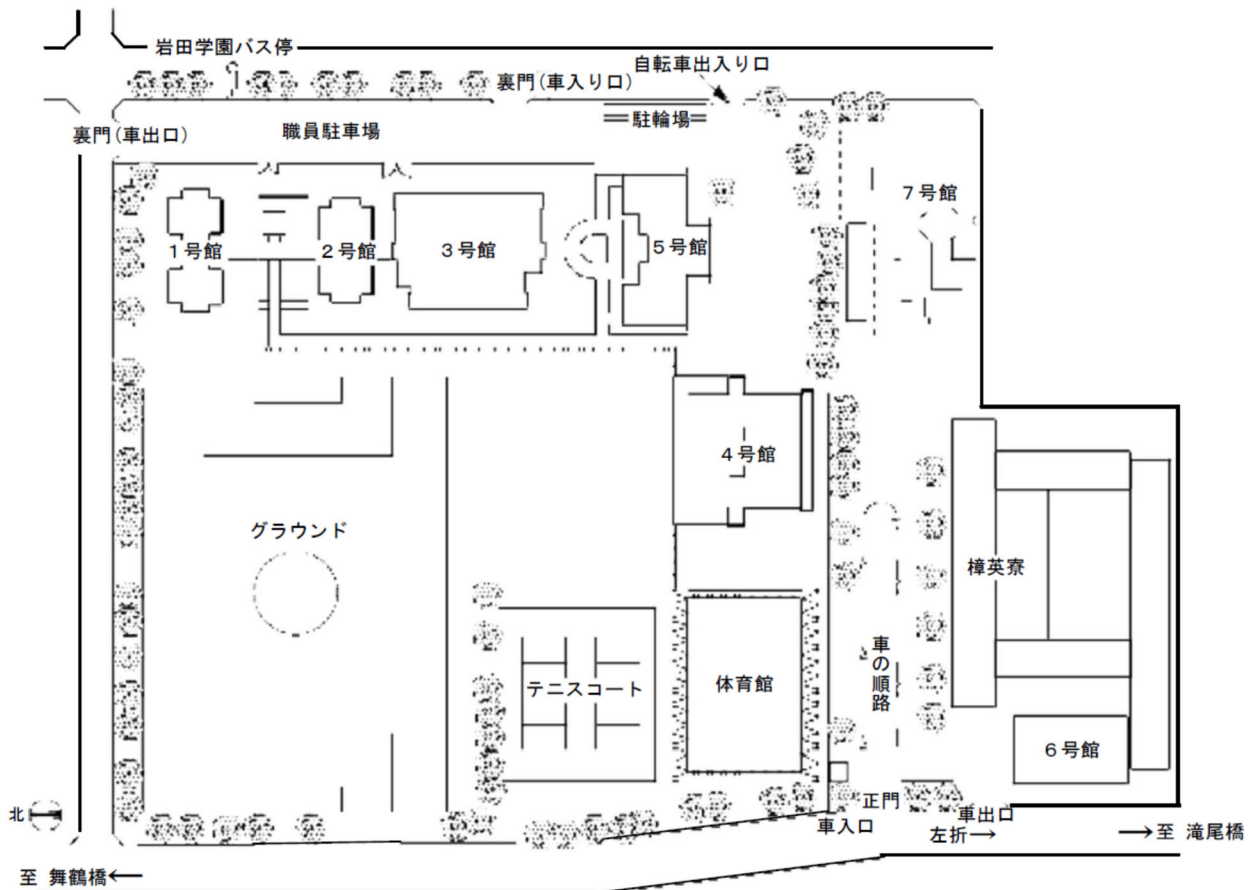 岩田学園バス停
自転車出入り口
裏門(車入り口)
駐輪場
職員駐車場
裏門(車出口)
7号館
1号館
2号館
3号館
5号館
4号館
グラウンド
樟英寮
車の順路
テニスコート
体育館
6号館
北
正門
車出口
車入口
左折→
→至 滝尾橋
至 舞鶴橋←